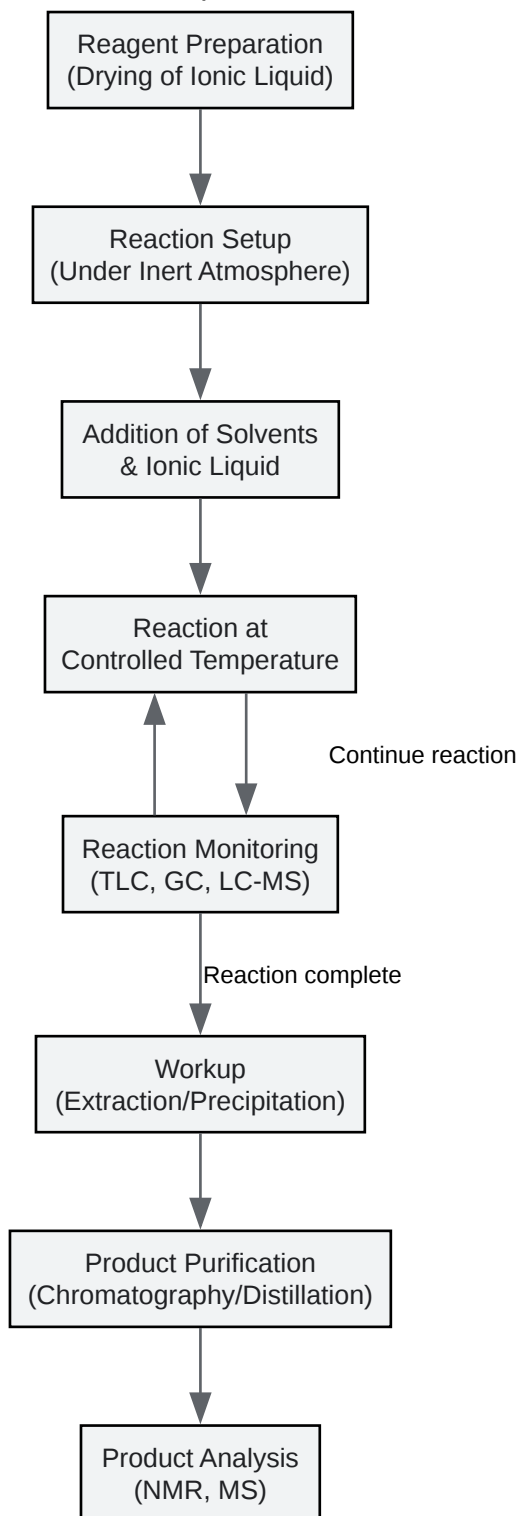 Reagent Preparation
(Drying of Ionic Liquid)
Reaction Setup
(Under Inert Atmosphere)
Addition of Solvents
& Ionic Liquid
Reaction at
Controlled Temperature
Continue reaction
Reaction Monitoring
(TLC, GC, LC-MS)
Reaction complete
Workup
(Extraction/Precipitation)
Product Purification
(Chromatography/Distillation)
Product Analysis
(NMR, MS)